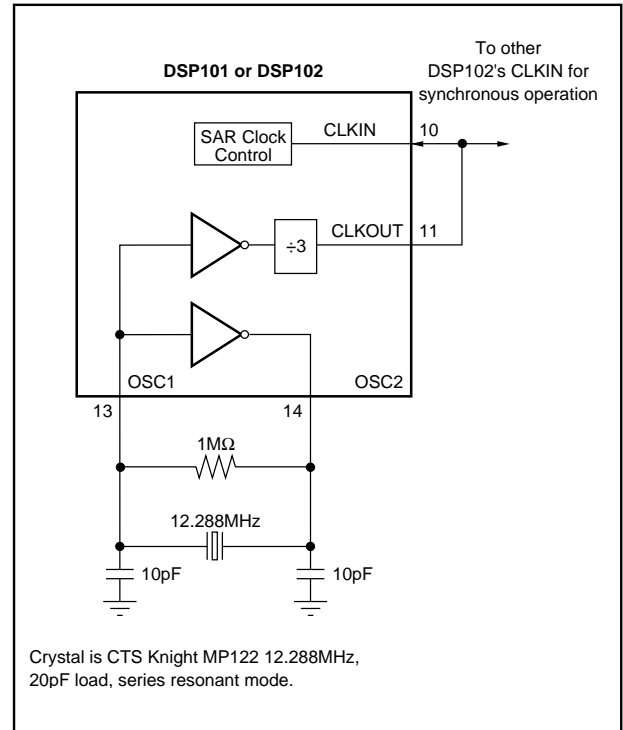 To other
DSP102's CLKIN for
synchronous operation
DSP101 or DSP102
SAR Clock
Control
CLKIN
10
CLKOUT
11
÷3
OSC1
OSC2
13
14
1MΩ
12.288MHz
10pF
10pF
Crystal is CTS Knight MP122 12.288MHz,
20pF load, series resonant mode.